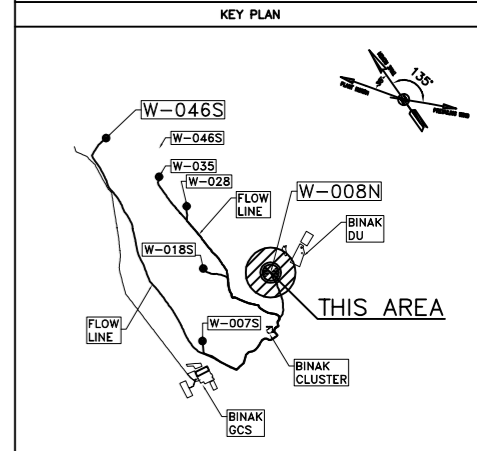 KEY PLAN
135°
W-046S
W-046S
W-035
W-028
FLOW
LINE
W-008N
BINAK
DU
W-018S
THIS AREA
FLOW
LINE
W-007S
BINAK
CLUSTER
BINAK
GCS